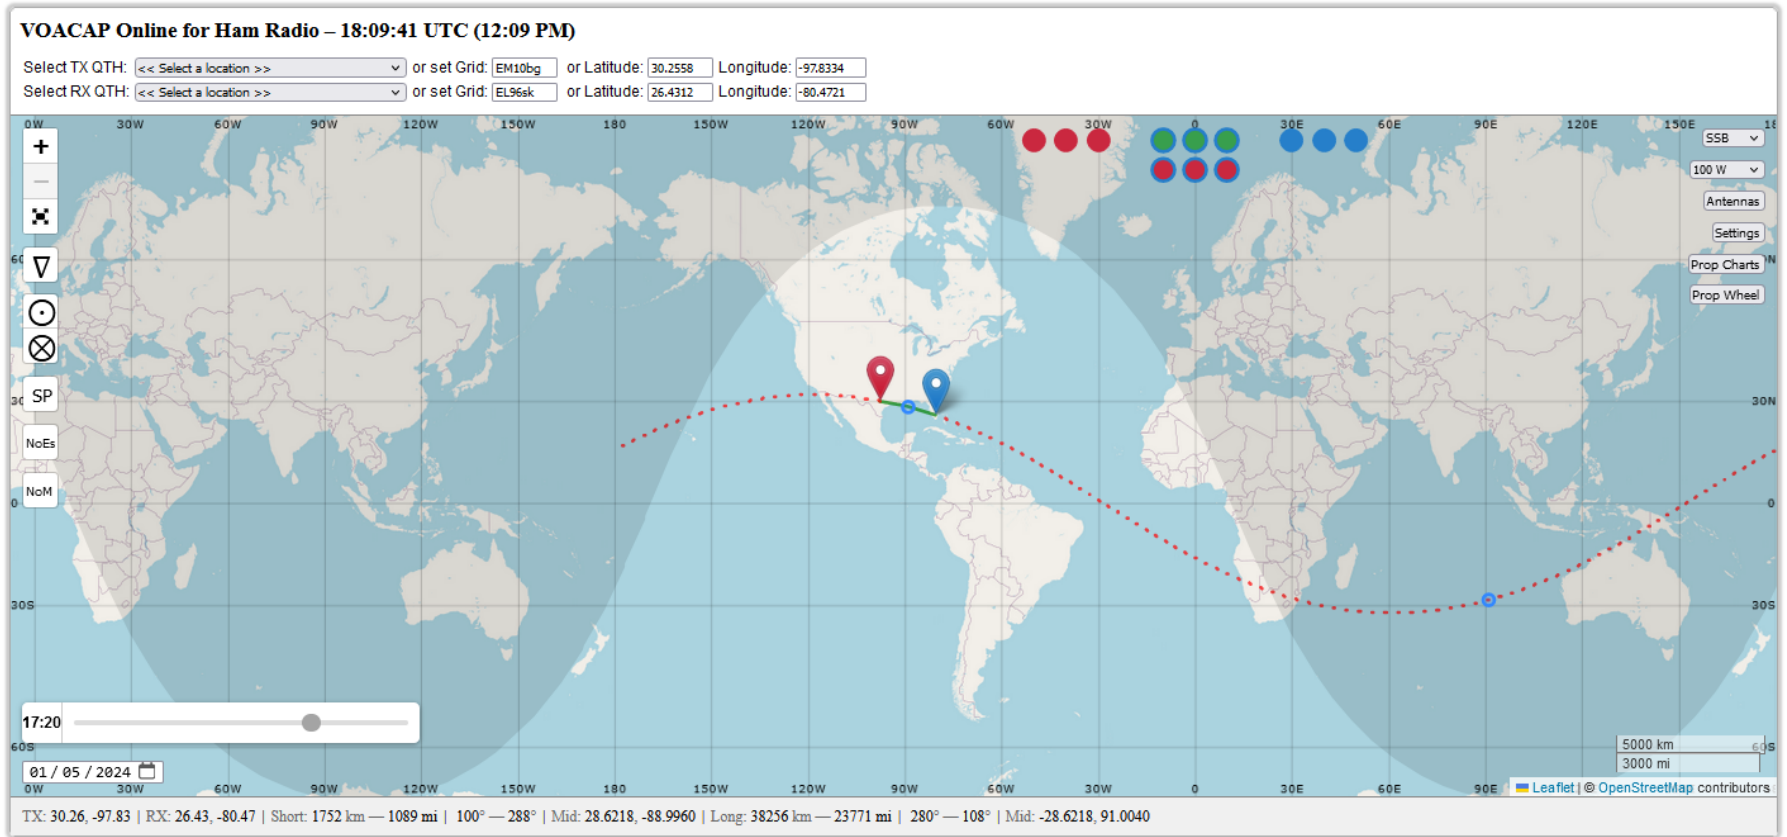 VOACAP Online for Ham Radio – 18:09:41 UTC (12:09 PM)
Select TX QTH: << Select a location >> or set Grid: EM10bg or Latitude: 30.2558 Longitude: -97.8334
Select RX QTH: << Select a location >> or set Grid: EL96sk or Latitude: 26.4312 Longitude: -80.4721
0W 30W 60W 90W 120W 150W 180 150W 120W 90W 60W 30W 0 30E 60E 90E 120E 150E
+
SSB
−
100 W
Antennas
Settings
Prop Charts
Prop Wheel
SP
30 30N
NoEs
NoM
0 0
30S 30S
17:20
60S 60S
5000 km
3000 mi
01 / 05 / 2024
0W 30W 60W 90W 120W 150W 180 150W 120W 90W 60W 30W 0 30E 60E 90E
Leaflet | © OpenStreetMap contributors
TX: 30.26, -97.83 | RX: 26.43, -80.47 | Short: 1752 km — 1089 mi | 100° — 288° | Mid: 28.6218, -88.9960 | Long: 38256 km — 23771 mi | 280° — 108° | Mid: -28.6218, 91.0040